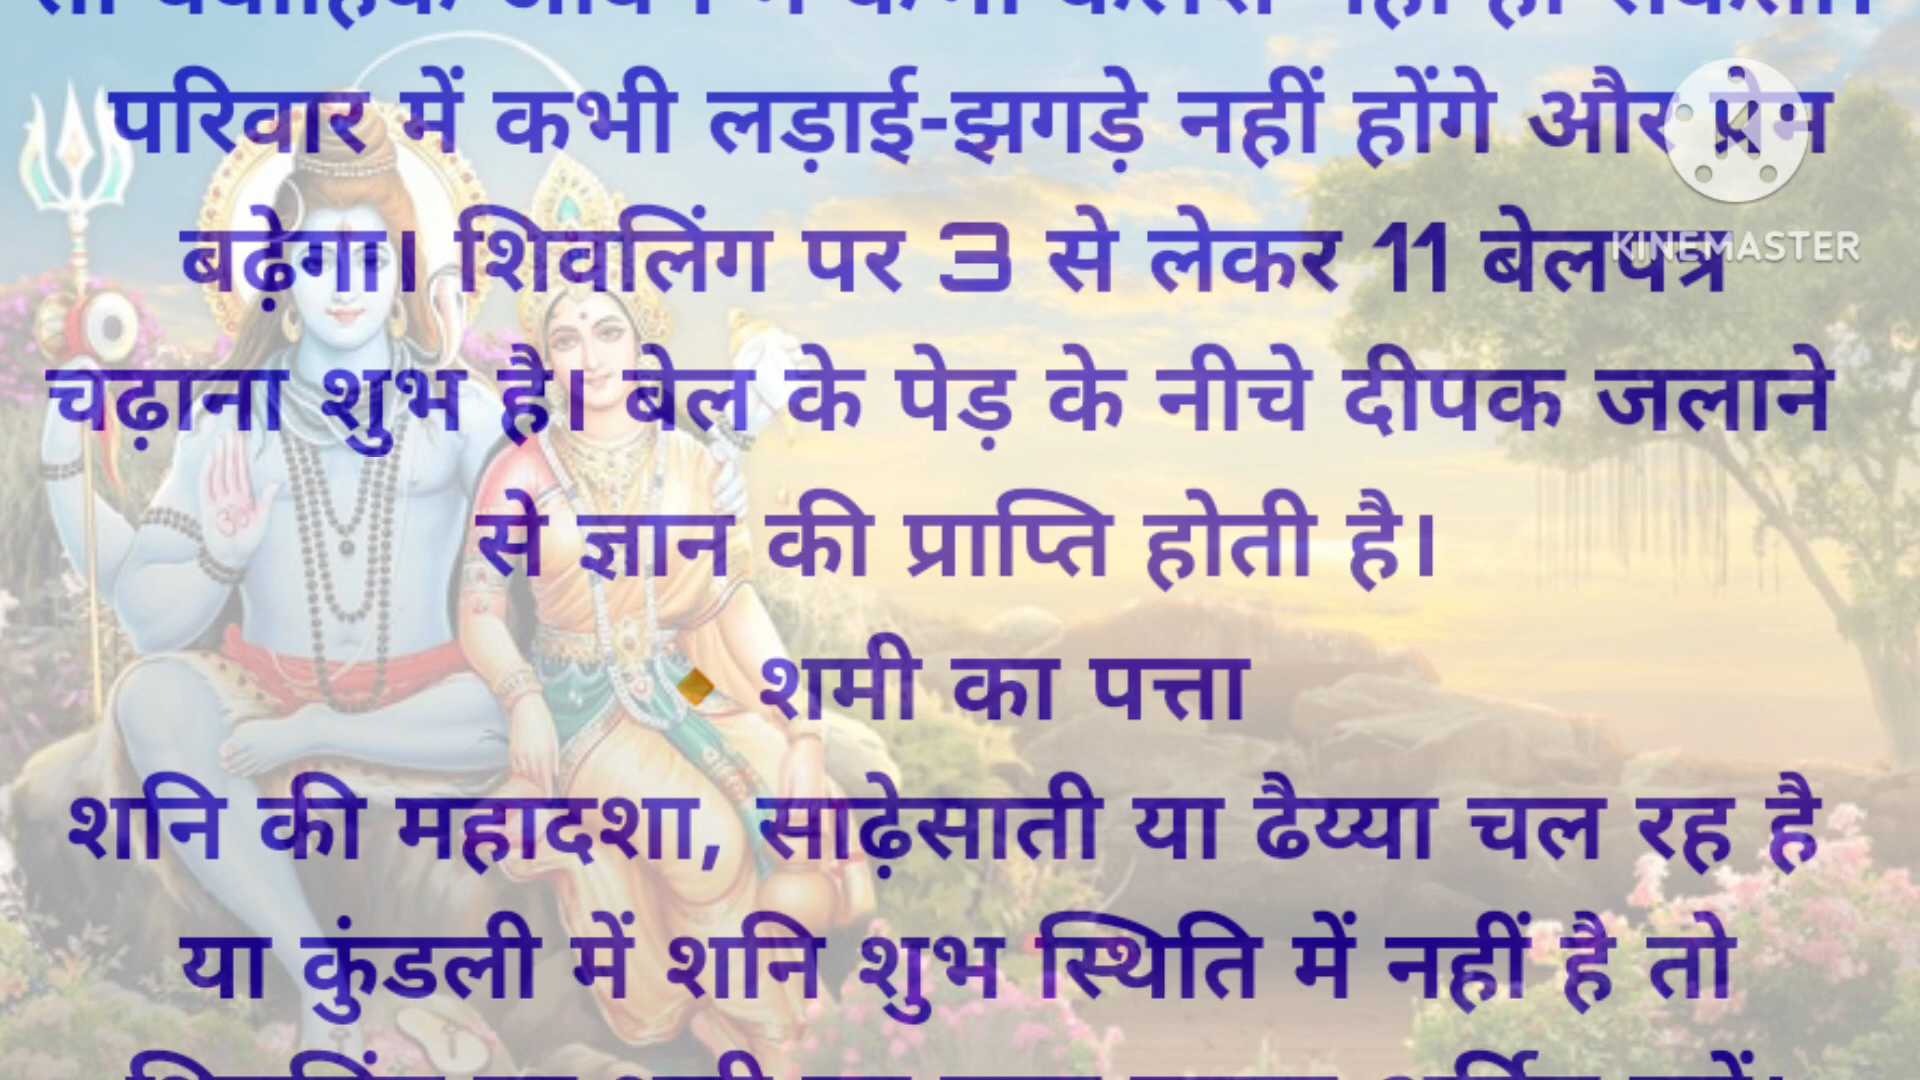 परिवार में कभी लड़ाई-झगड़े नहीं होंगे और प्रेम
बढ़ेगा। शिवलिंग पर 3 से लेकर 11 बेलपत्र
KINEMASTER
चढ़ाना शुभ है। बेल के पेड़ के नीचे दीपक जलाने
से ज्ञान की प्राप्ति होती है।
शमी का पत्ता
शनि की महादशा, साढ़ेसाती या ढैय्या चल रह है
या कुंडली में शनि शुभ स्थिति में नहीं है तो